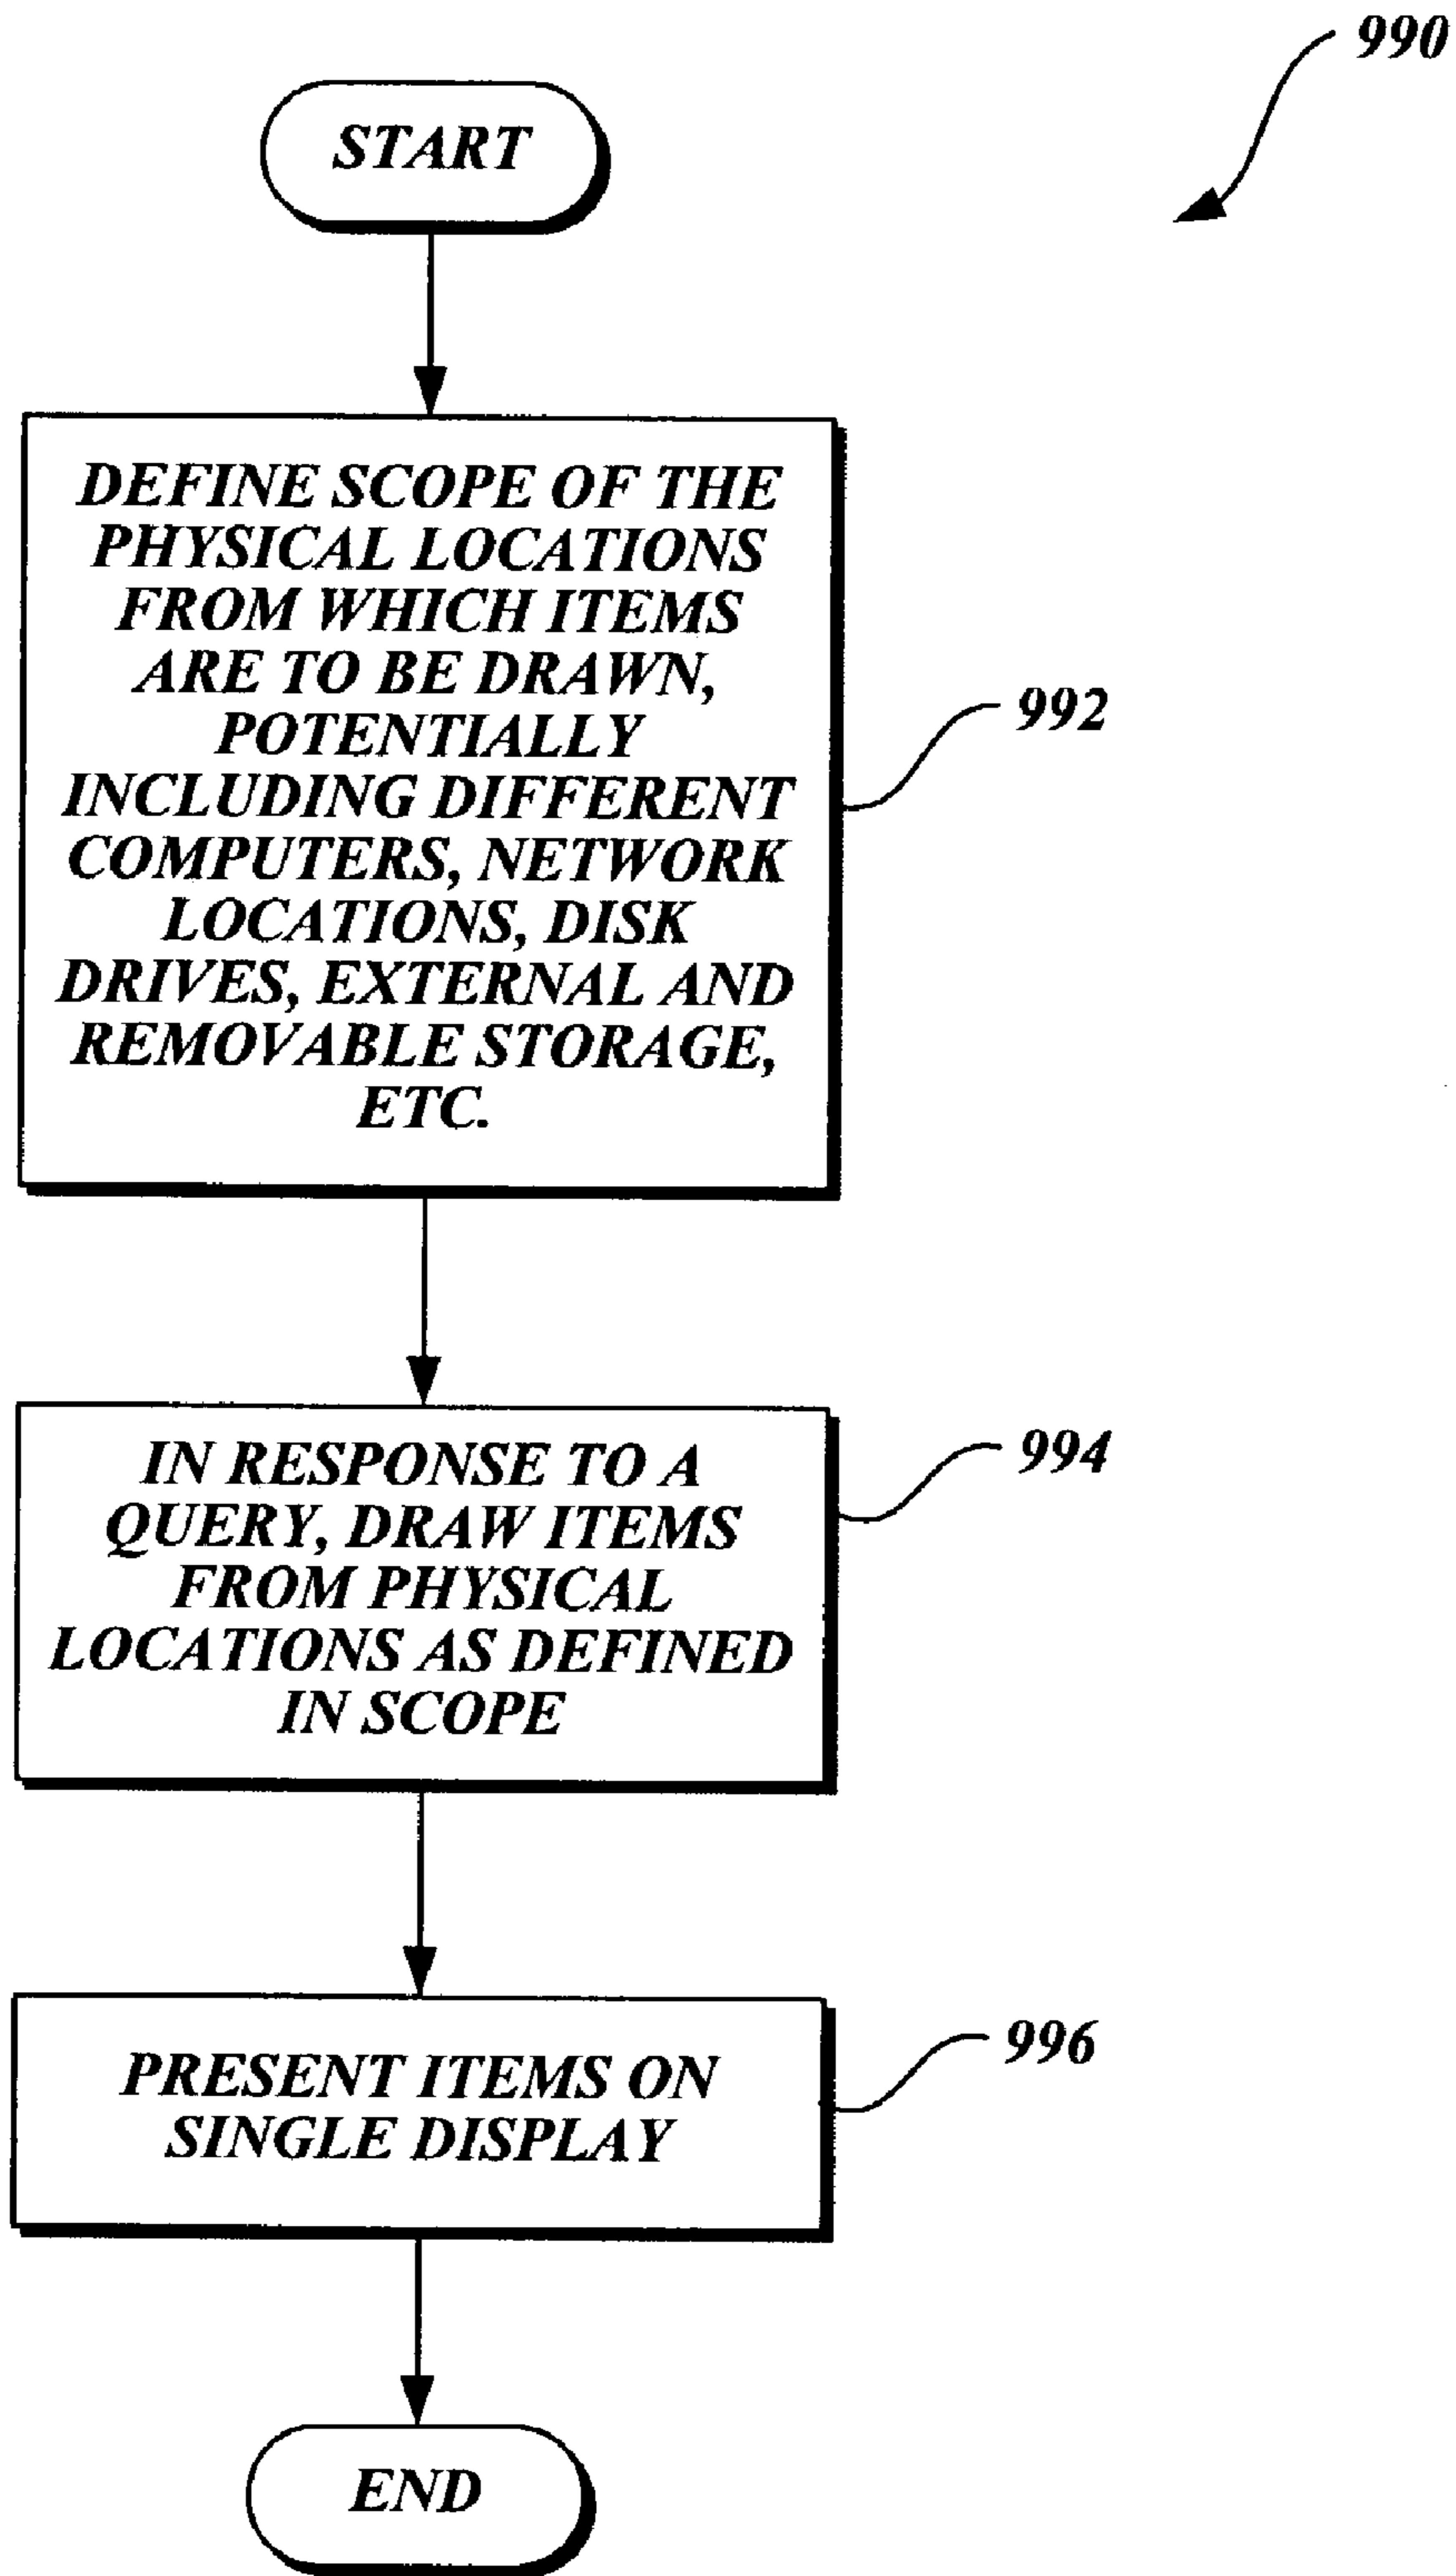 990
START
DEFINE SCOPE OF THE
PHYSICAL LOCATIONS
FROM WHICH ITEMS
ARE TO BE DRAWN,
POTENTIALLY
INCLUDING DIFFERENT
COMPUTERS, NETWORK
LOCATIONS, DISK
DRIVES, EXTERNAL AND
REMOVABLE STORAGE,
ETC.
992
IN RESPONSE TO A
QUERY, DRAW ITEMS
FROM PHYSICAL
LOCATIONS AS DEFINED
IN SCOPE
994
PRESENT ITEMS ON
SINGLE DISPLAY
996
END